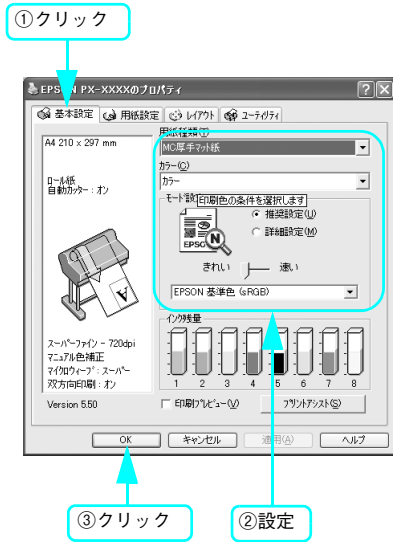 ①クリック
EPSON PX-XXXXのプロパティ
基本設定 用紙設定 レイアウト ユーティリティ
A4 210 x 297 mm
ロール紙
自動カッター : オン
スーパーファイン - 720dpi
マニュアル色補正
マイクロウィーブ : スーパー
双方向印刷 : オン
Version 5.50
用紙種類(T)
MC厚手マット紙
カラー(C)
カラー
モード設定
印刷色の条件を選択します
推奨設定(U)
詳細設定(M)
EPSON
きれい 速い
EPSON 基準色 (sRGB)
インク残量
1 2 3 4 5 6 7 8
印刷プレビュー(V) プリントアシスト(S)
OK キャンセル 適用(A) ヘルプ
③クリック ②設定